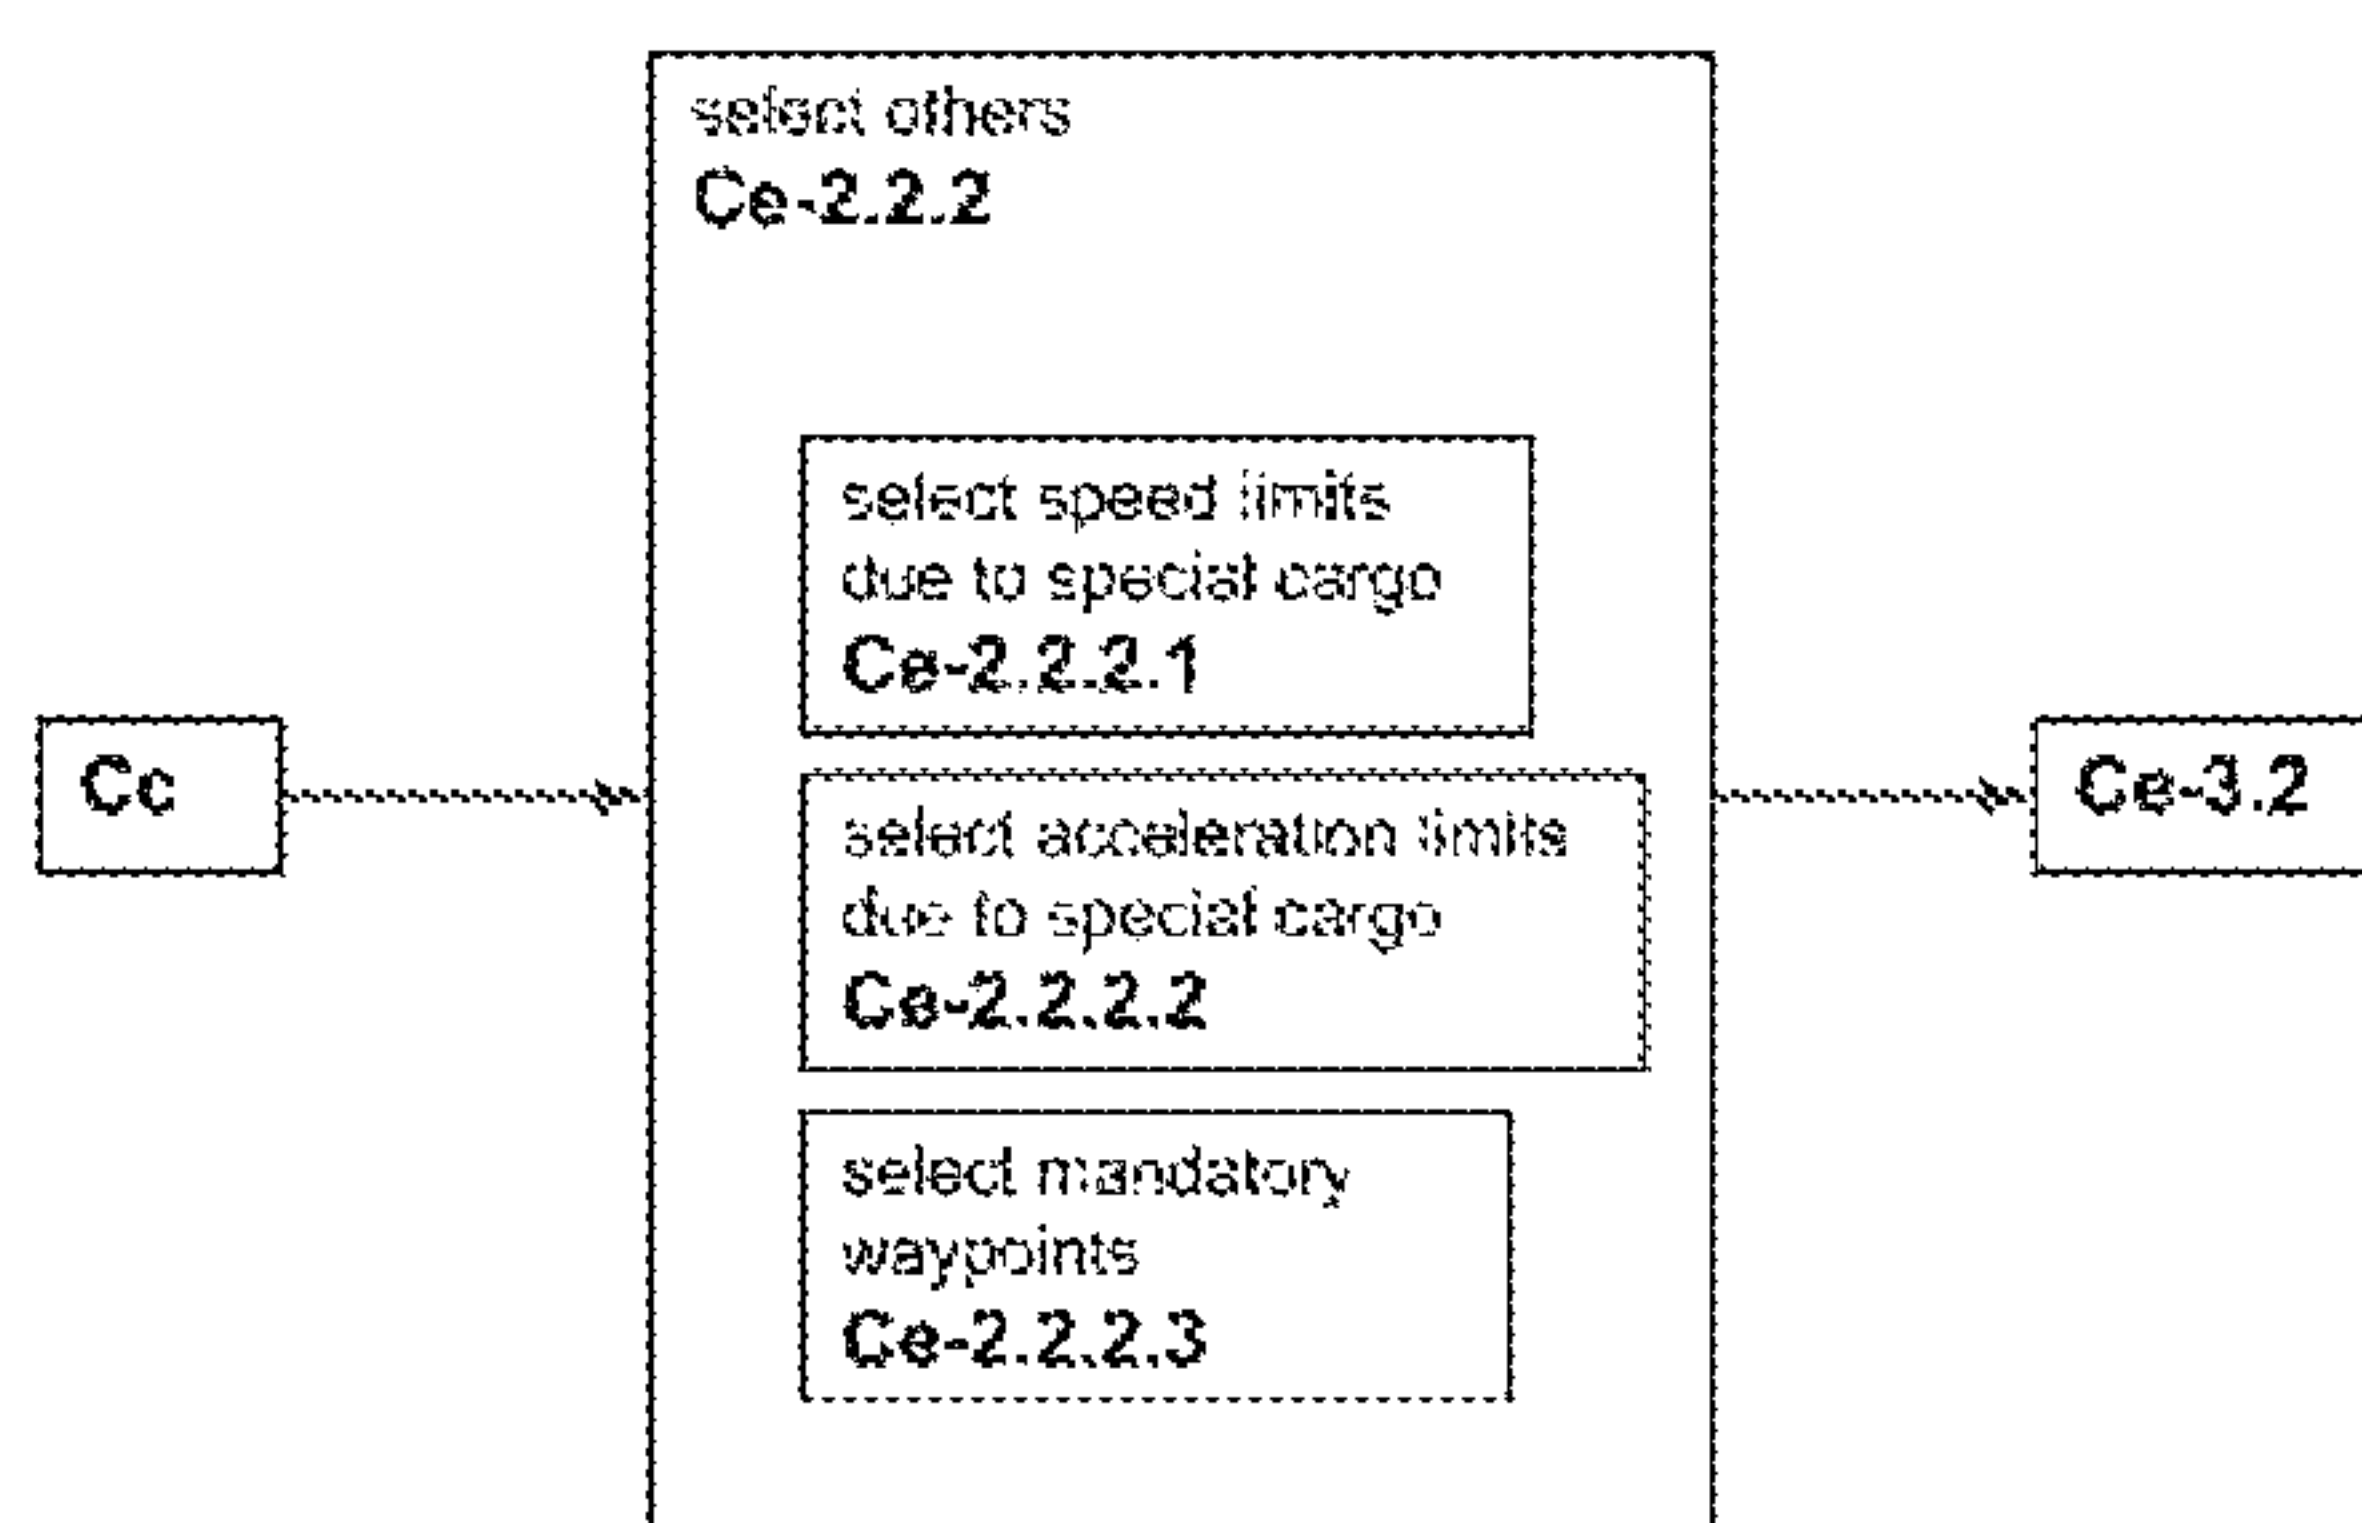 select others
Ce-2.2.2
select speed limits
due to special cargo
Ce-2.2.2.1
Cc
Ce-3.2
select acceleration limits
due to special cargo
Ce-2.2.2.2
select mandatory
waypoints
Ce-2.2.2.3